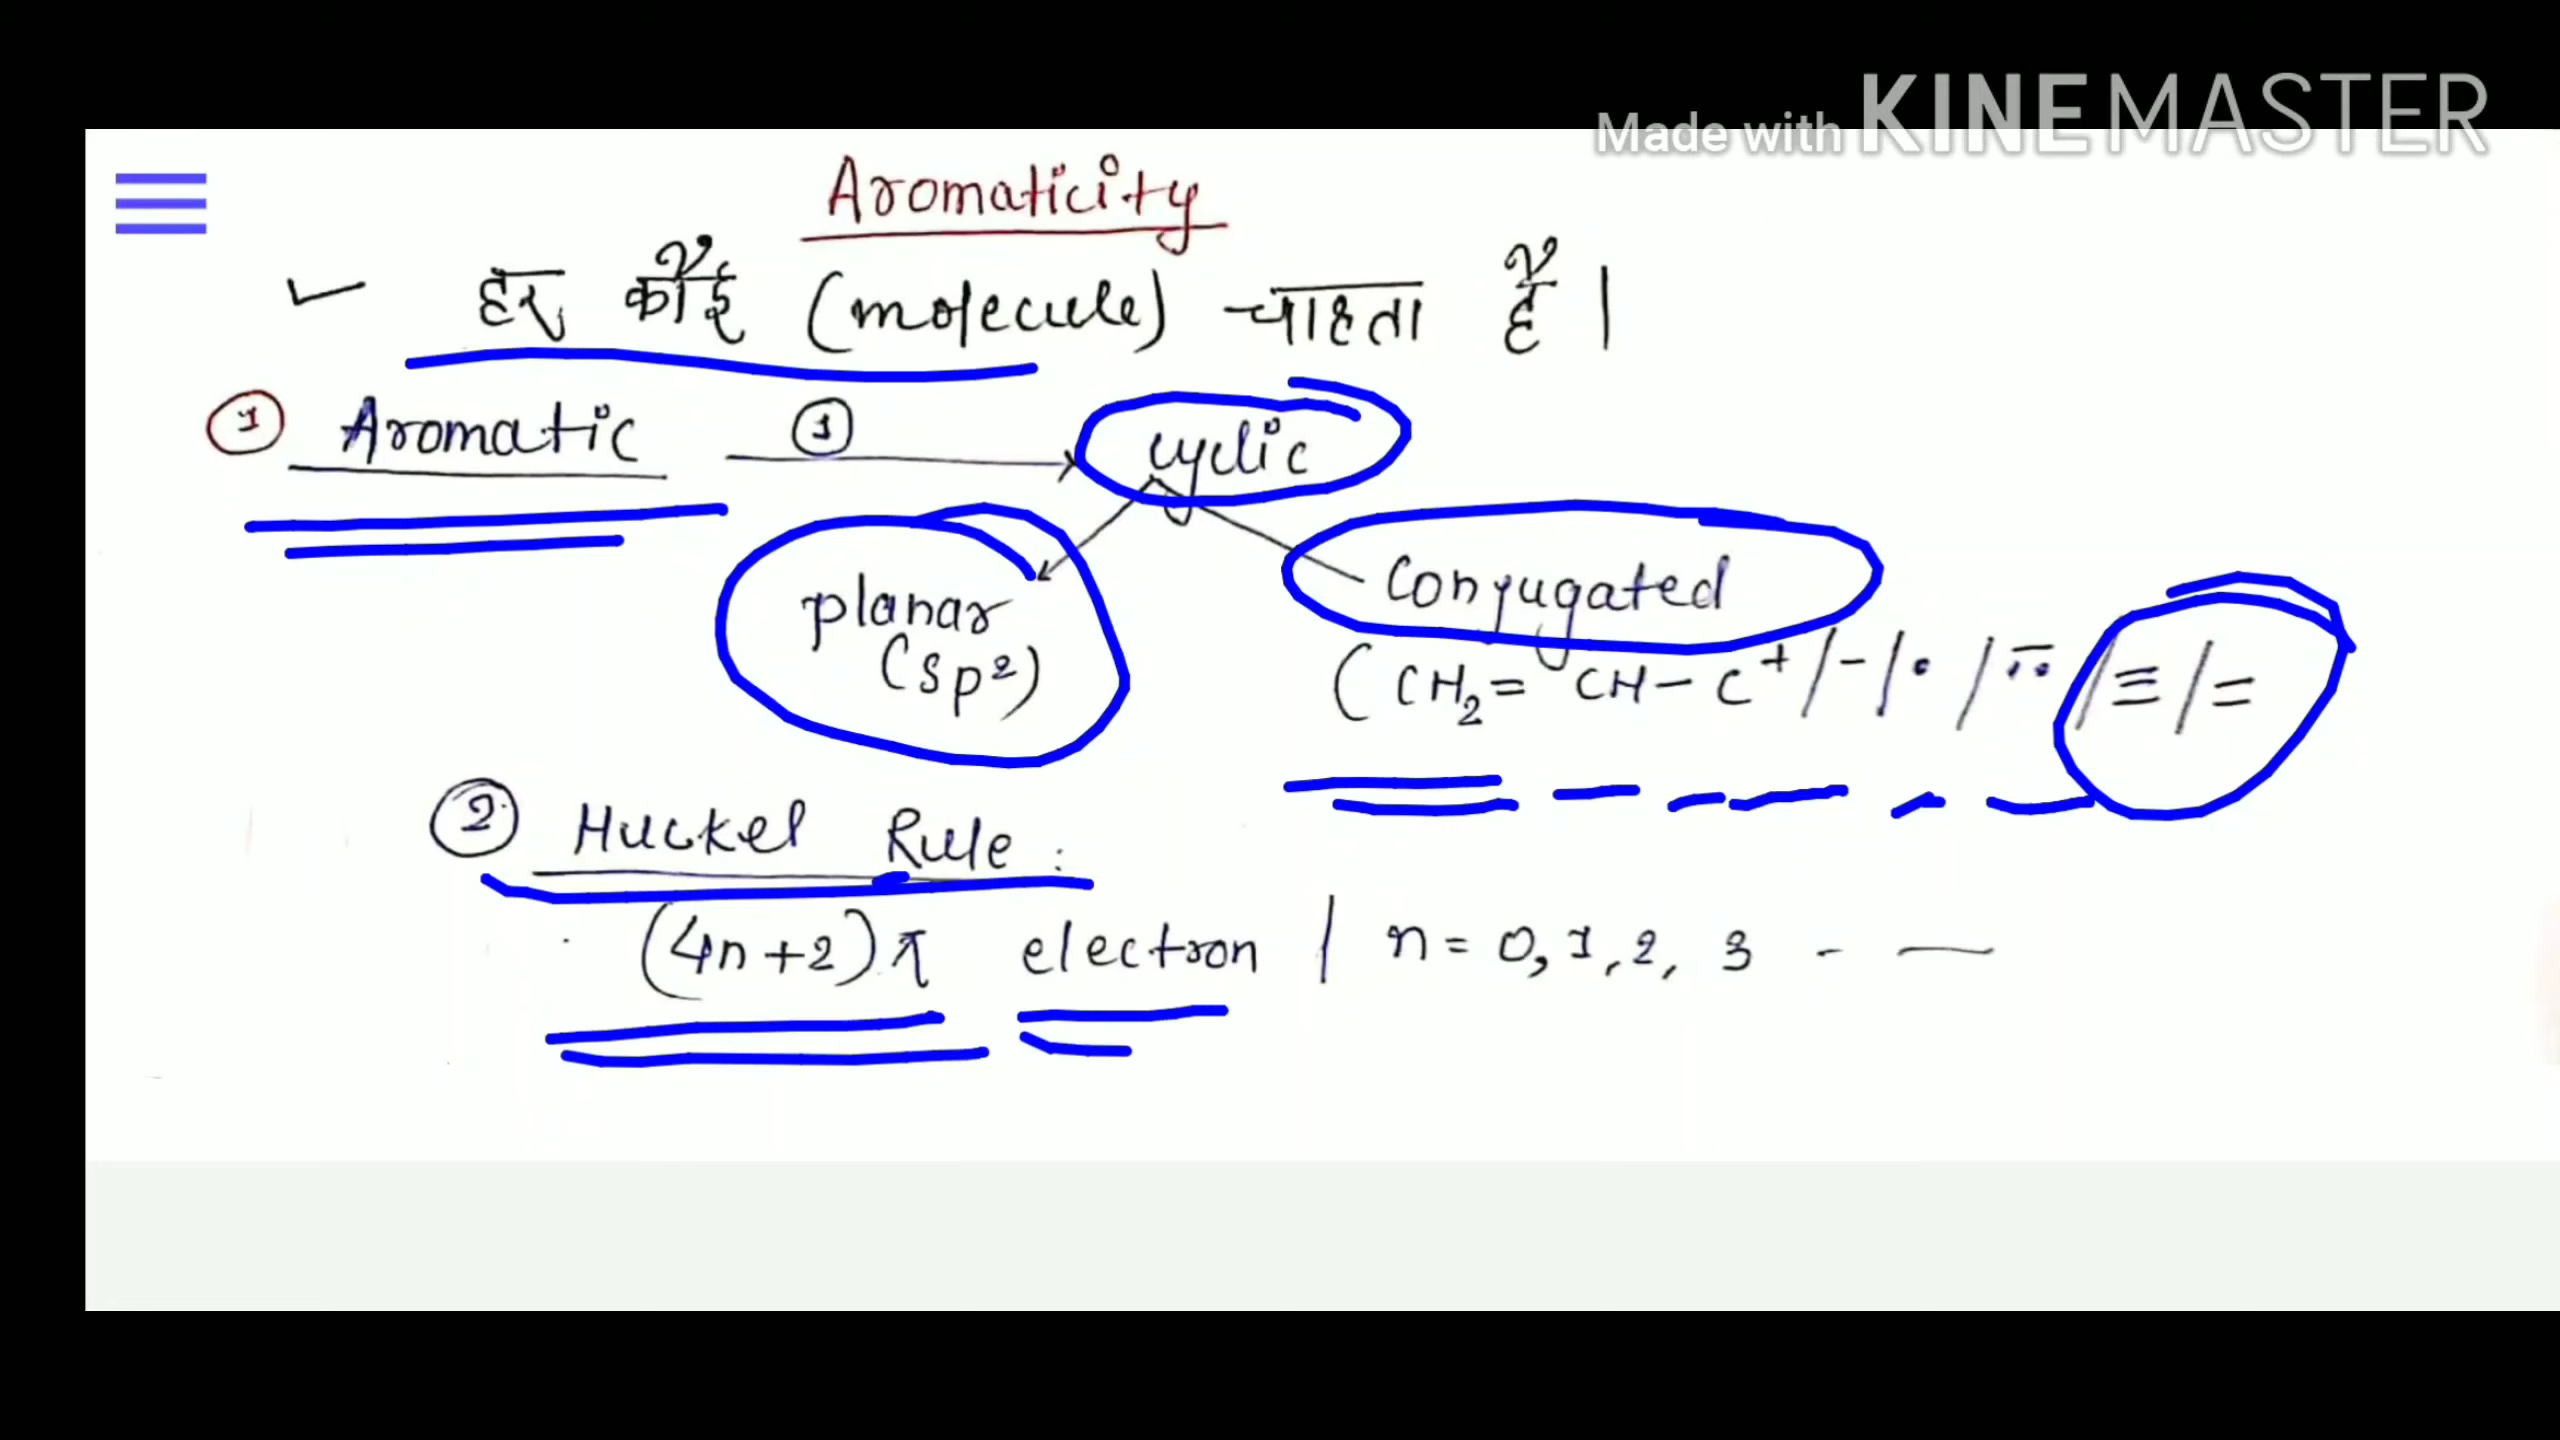 Made with KINEMASTER
Aromaticity
हर कोई (molecule) चाहता है |
① Aromatic ① cyclic
planar Conjugated
(sp²) ( CH₂ = CH - C⁺/-/•/ /≡/=
② Huckel Rule :
(4n+2) π electron | n = 0, 1, 2, 3 - —